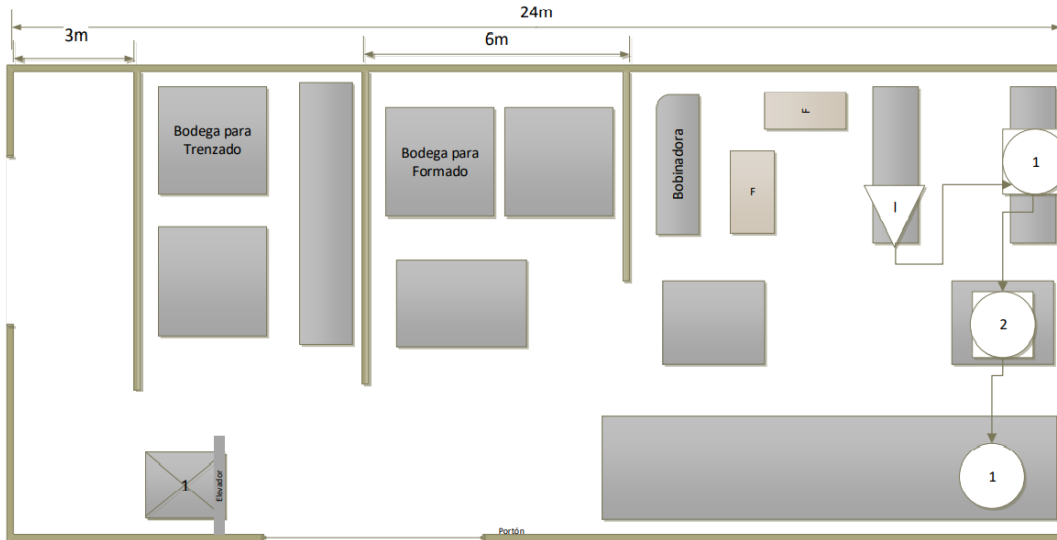 24m
3m
6m
Bodega para
Trenzado
Bodega para
Formado
Bobinadora
F
F
I
1
2
1
1
Elevador
Portón